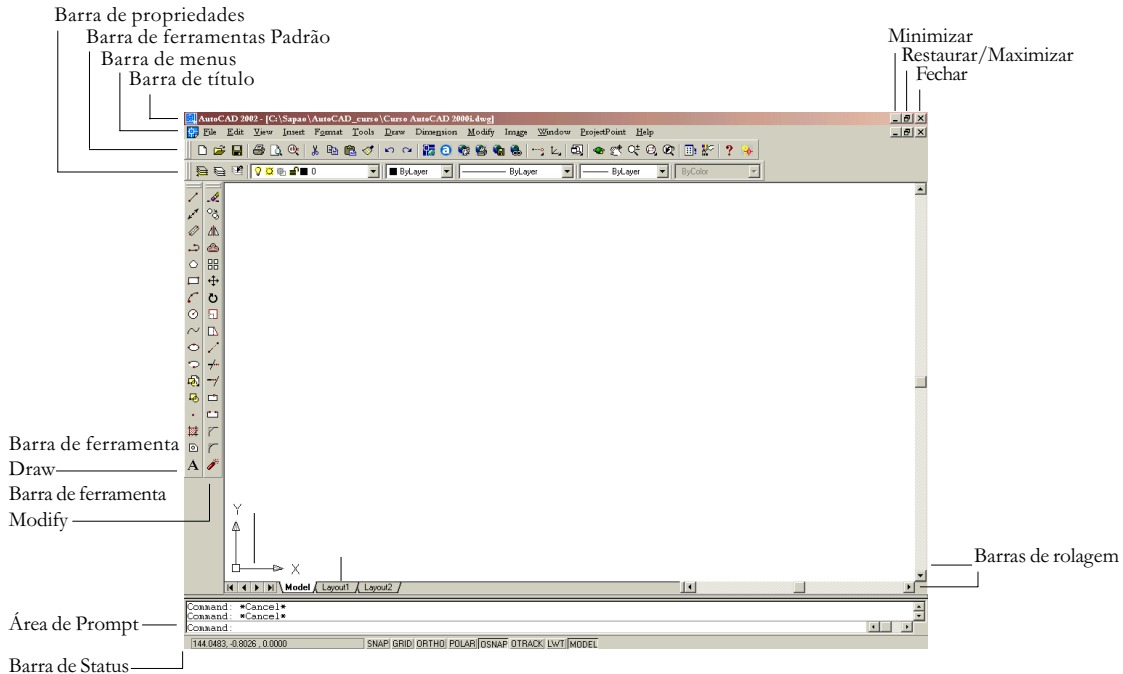 Barra de propriedades
Barra de ferramentas Padrão
Barra de menus
Barra de título
Minimizar
Restaurar/Maximizar
Fechar
AutoCAD 2002 - [C:\Sapao\AutoCAD_curso\Curso AutoCAD 2000i.dwg]
File Edit View Insert Format Tools Draw Dimension Modify Image Window ProjectPoint Help
0 ByLayer ByLayer ByLayer ByColor
A
Barra de ferramenta
Draw
Barra de ferramenta
Modify
Y
X
Barras de rolagem
Model Layout1 Layout2
Command: *Cancel*
Command: *Cancel*
Command:
Área de Prompt
144.0483, -0.8026 , 0.0000 SNAP GRID ORTHO POLAR OSNAP OTRACK LWT MODEL
Barra de Status